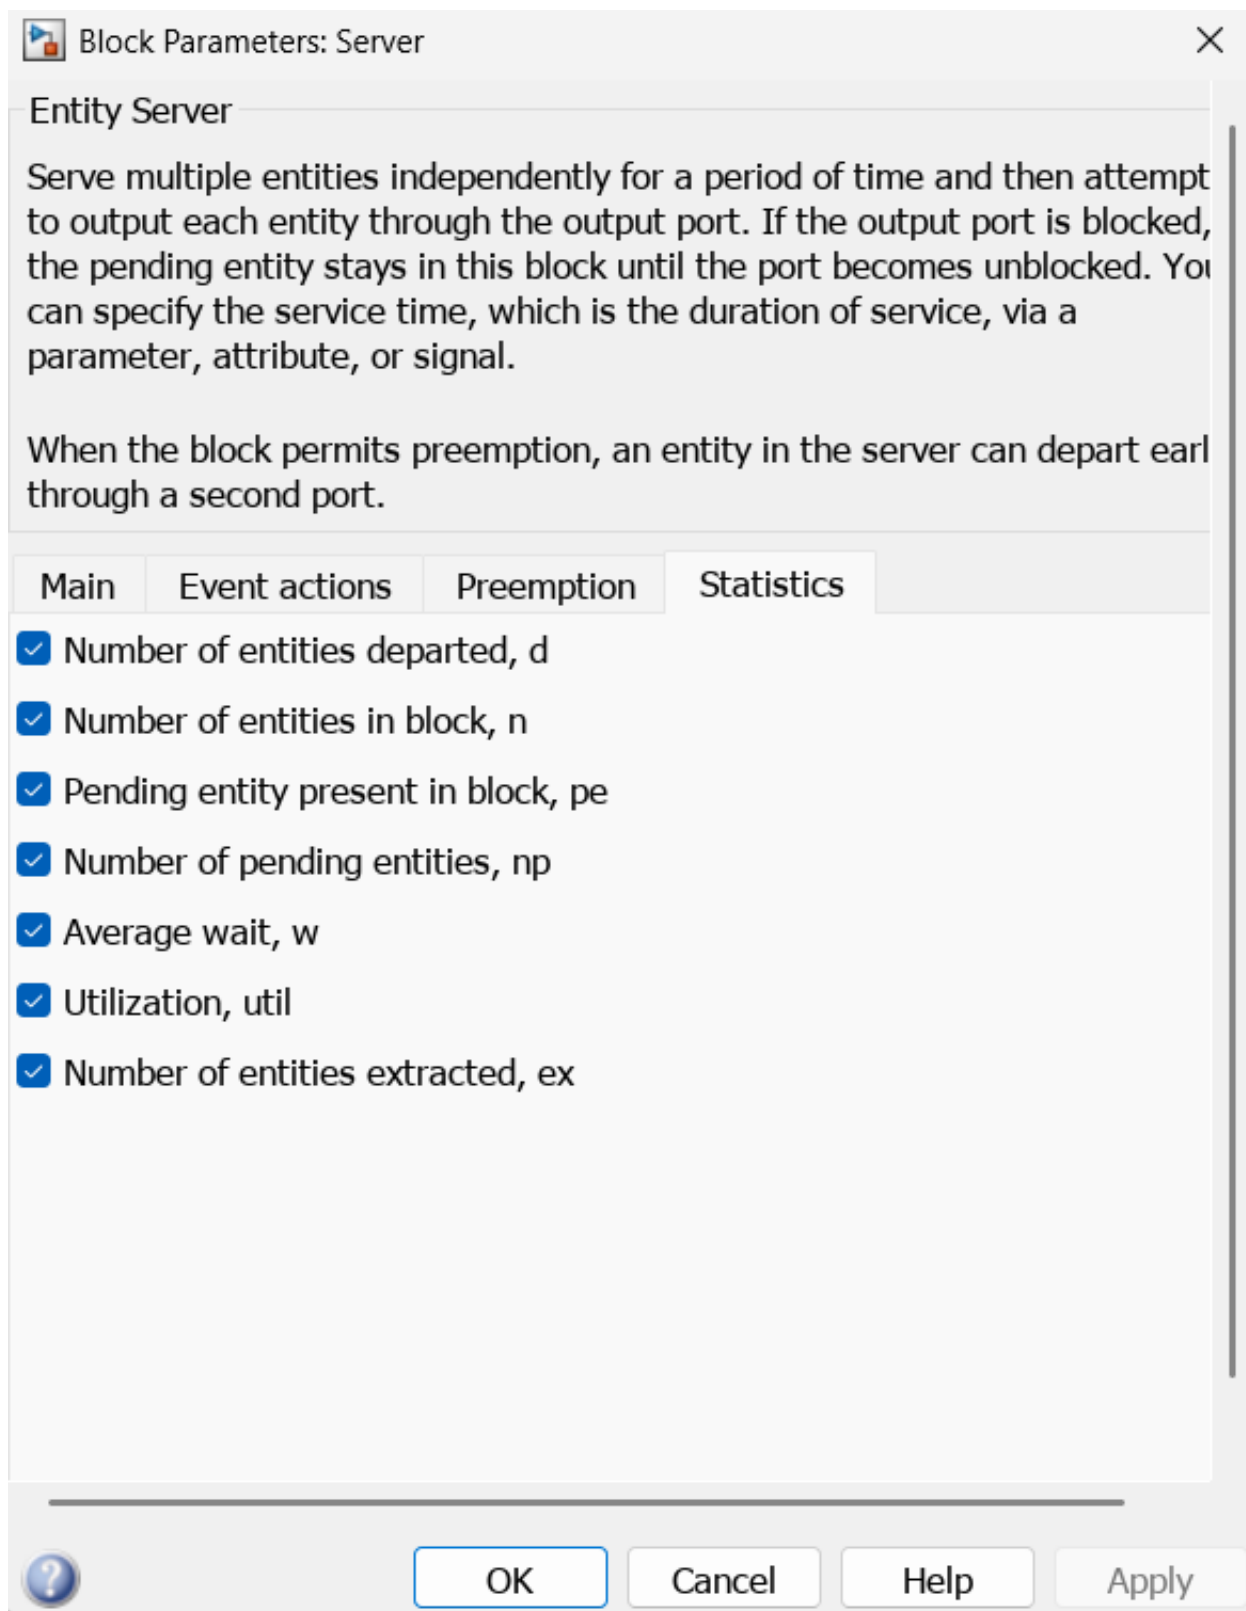 Block Parameters: Server
Entity Server
Serve multiple entities independently for a period of time and then attempt
to output each entity through the output port. If the output port is blocked,
the pending entity stays in this block until the port becomes unblocked. You
can specify the service time, which is the duration of service, via a
parameter, attribute, or signal.
When the block permits preemption, an entity in the server can depart earl
through a second port.
Main Event actions Preemption Statistics
Number of entities departed, d
Number of entities in block, n
Pending entity present in block, pe
Number of pending entities, np
Average wait, w
Utilization, util
Number of entities extracted, ex
OK Cancel Help Apply